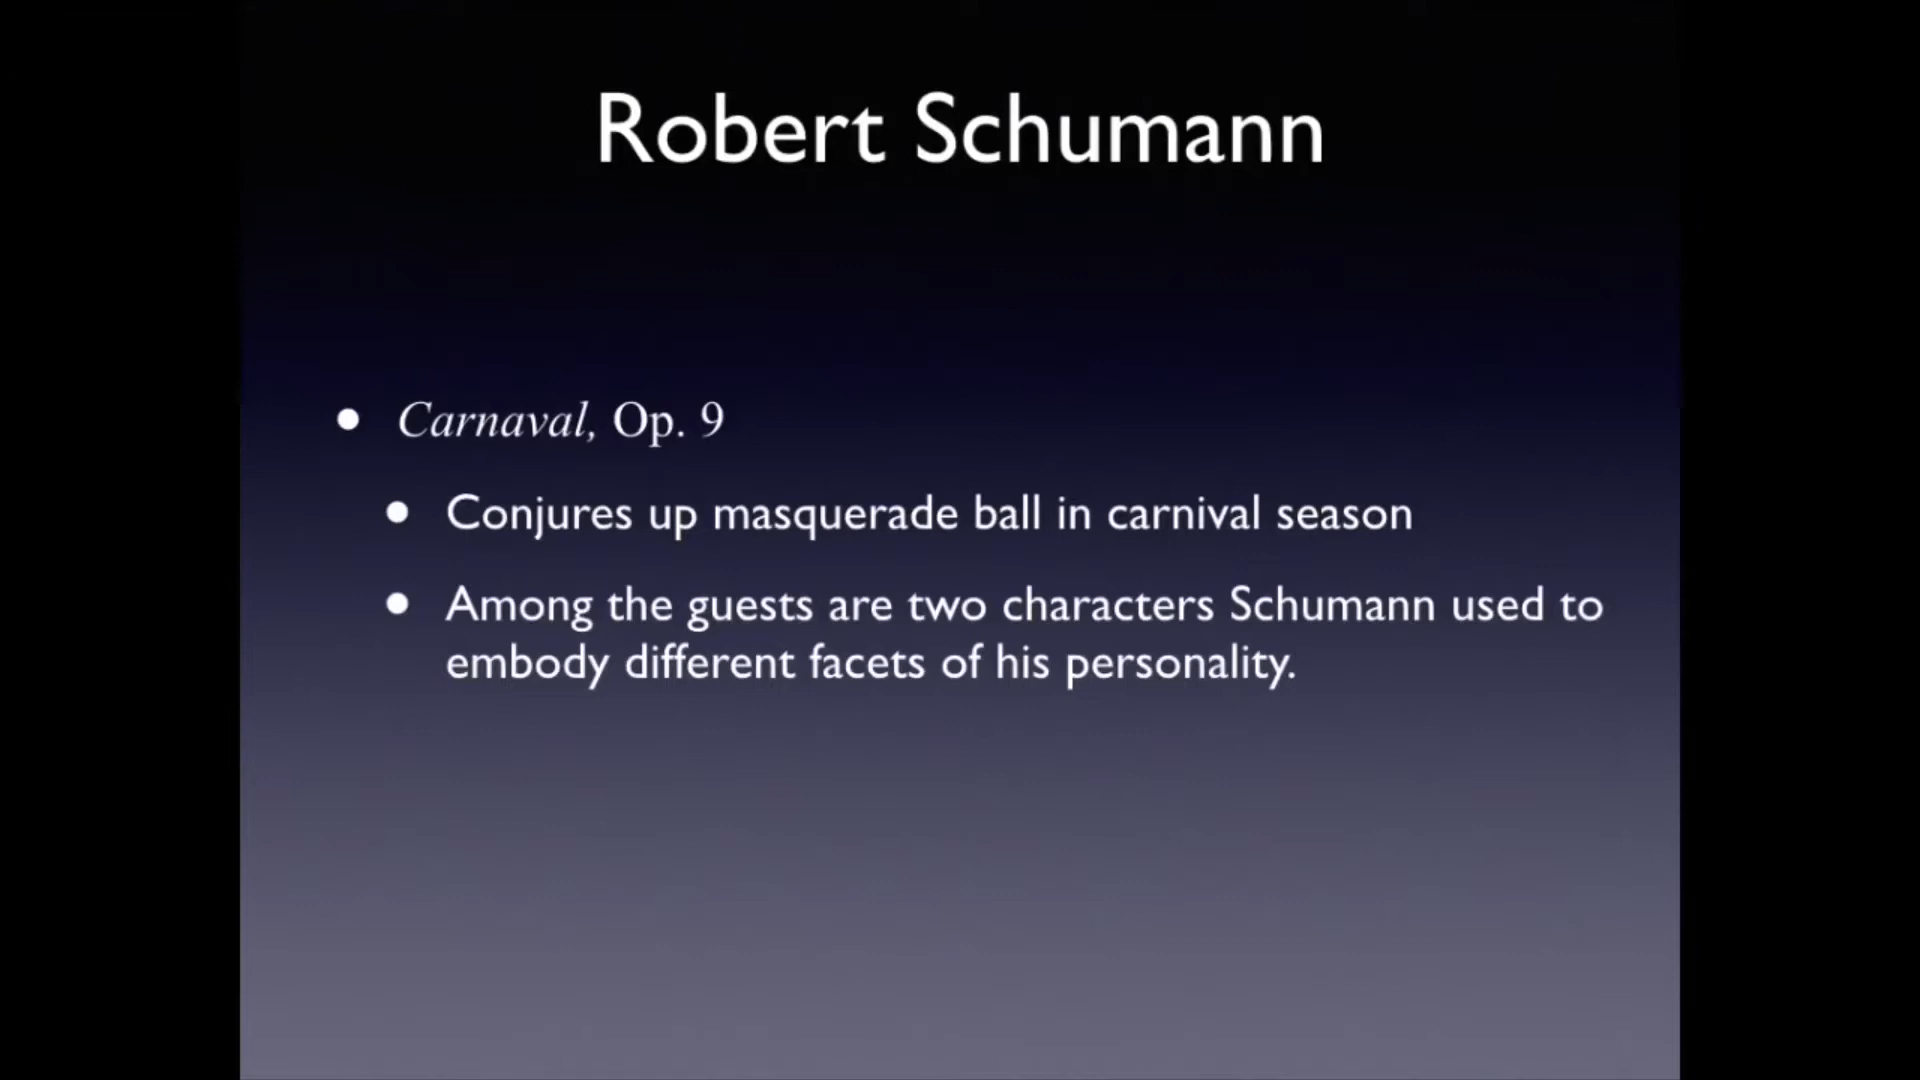 Robert Schumann
• Carnaval, Op. 9
• Conjures up masquerade ball in carnival season
• Among the guests are two characters Schumann used to
embody different facets of his personality.